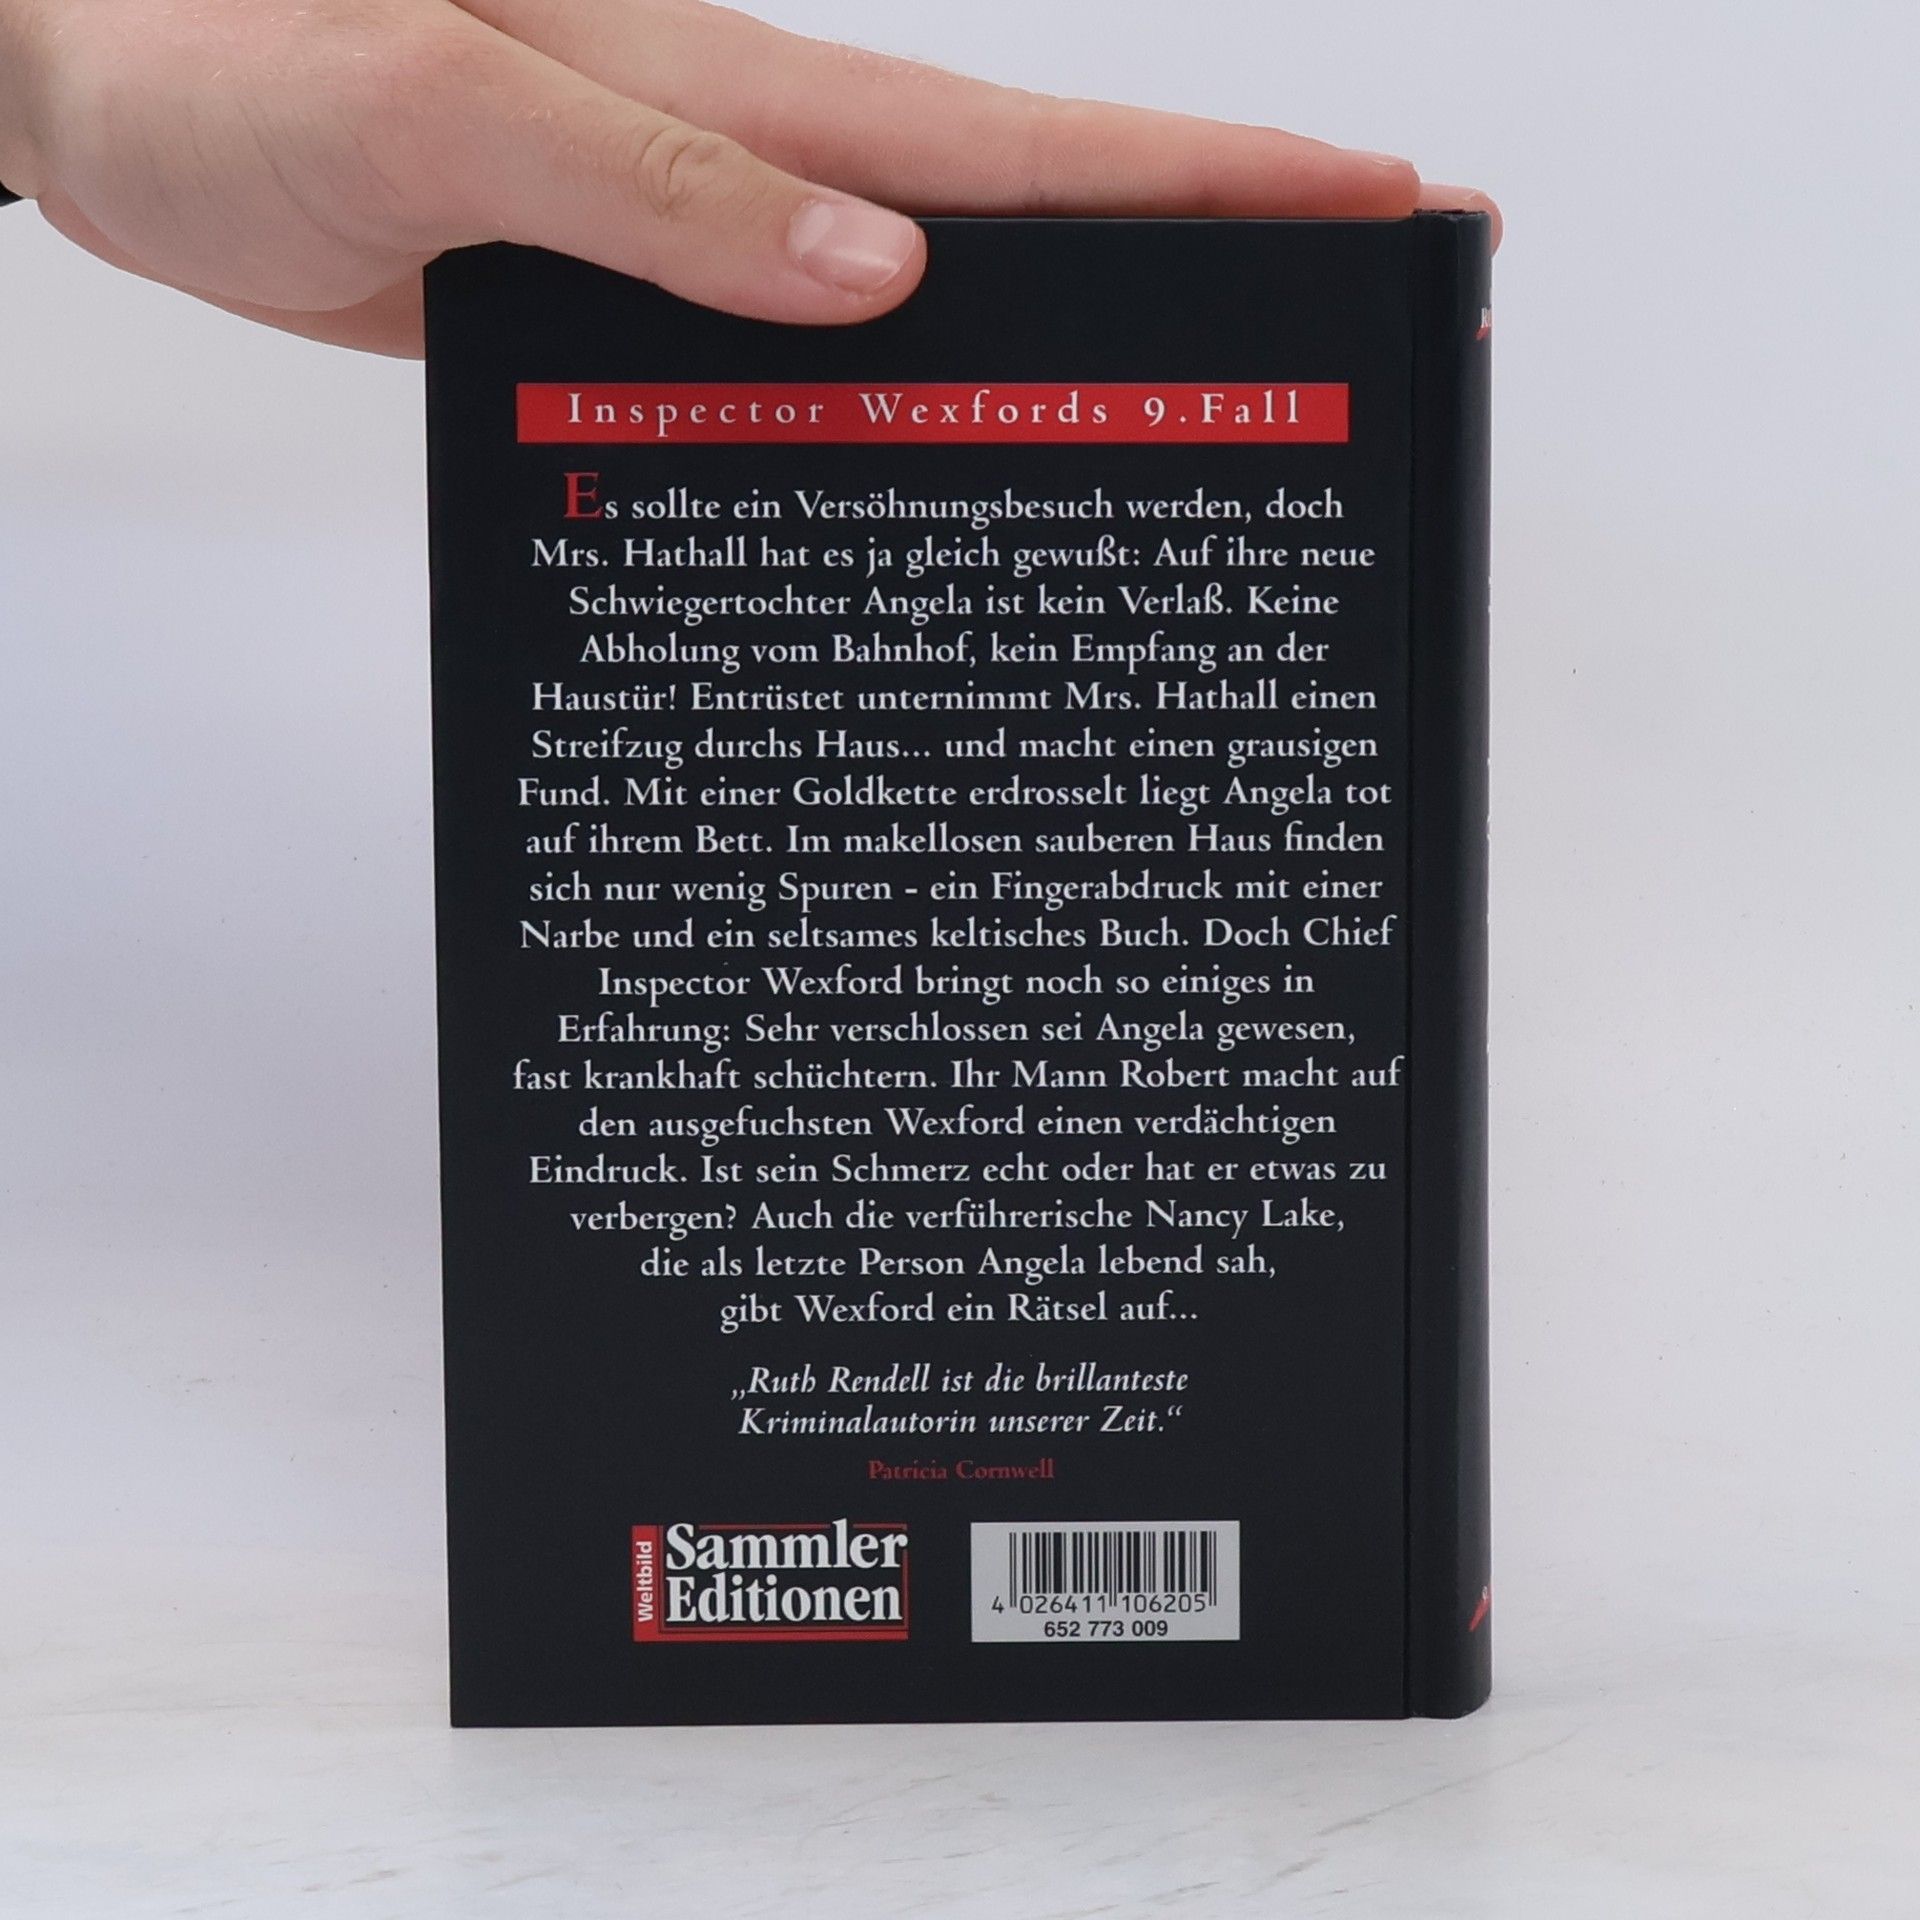 Inspector Wexfords 9. Fall
Es sollte ein Versöhnungsbesuch werden, doch
Mrs. Hathall hat es ja gleich gewußt: Auf ihre neue
Schwiegertochter Angela ist kein Verlaß. Keine
Abholung vom Bahnhof, kein Empfang an der
Haustür! Entrüstet unternimmt Mrs. Hathall einen
Streifzug durchs Haus... und macht einen grausigen
Fund. Mit einer Goldkette erdrosselt liegt Angela tot
auf ihrem Bett. Im makellosen sauberen Haus finden
sich nur wenig Spuren - ein Fingerabdruck mit einer
Narbe und ein seltsames keltisches Buch. Doch Chief
Inspector Wexford bringt noch so einiges in
Erfahrung: Sehr verschlossen sei Angela gewesen,
fast krankhaft schüchtern. Ihr Mann Robert macht auf
den ausgefuchsten Wexford einen verdächtigen
Eindruck. Ist sein Schmerz echt oder hat er etwas zu
verbergen? Auch die verführerische Nancy Lake,
die als letzte Person Angela lebend sah,
gibt Wexford ein Rätsel auf...
„Ruth Rendell ist die brillanteste
Kriminalautorin unserer Zeit.“
Patricia Cornwell
Weltbild
Sammler
Editionen
4 026411 106205
652 773 009